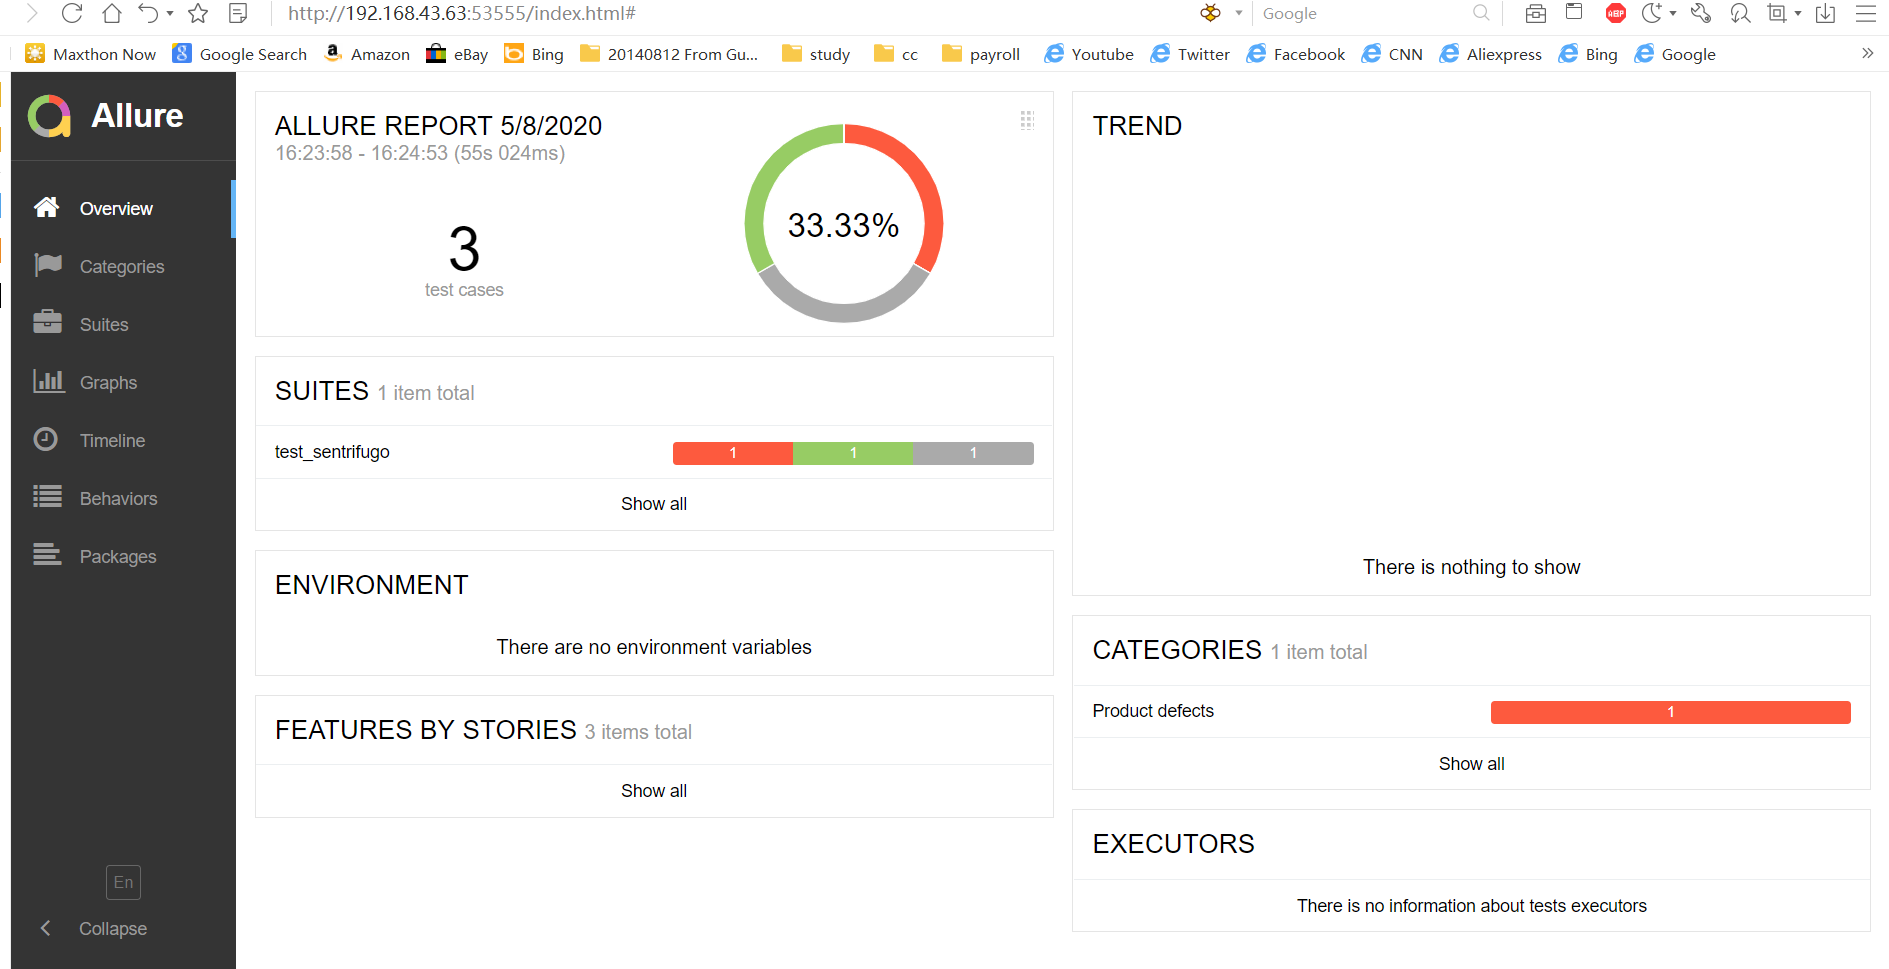 http://192.168.43.63:53555/index.html#
Google
ABP
Maxthon Now
Google Search
Amazon
eBay
Bing
20140812 From Gu...
study
cc
payroll
Youtube
Twitter
Facebook
CNN
Aliexpress
Bing
Google
Allure
Overview
Categories
Suites
Graphs
Timeline
Behaviors
Packages
En
Collapse
ALLURE REPORT 5/8/2020
16:23:58 - 16:24:53 (55s 024ms)
3
test cases
33.33%
SUITES 1 item total
test_sentrifugo
1 1 1
Show all
ENVIRONMENT
There are no environment variables
FEATURES BY STORIES 3 items total
Show all
TREND
There is nothing to show
CATEGORIES 1 item total
Product defects
1
Show all
EXECUTORS
There is no information about tests executors